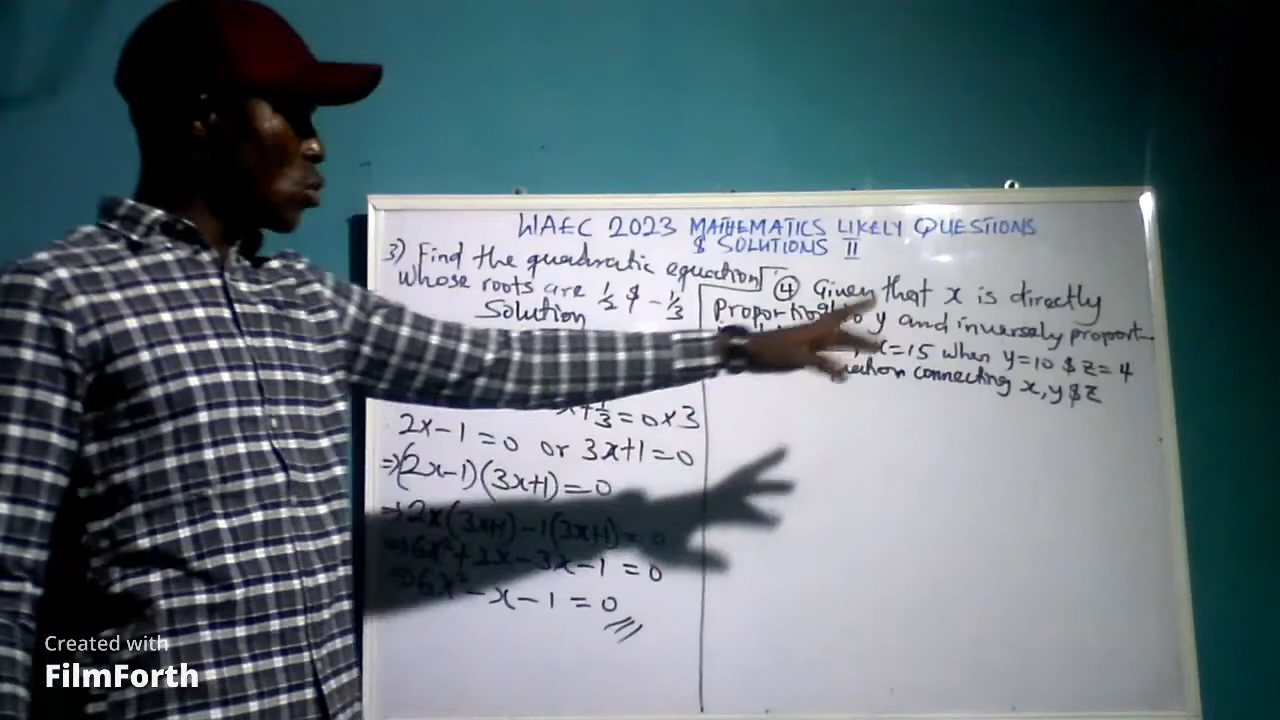 WAEC 2023 MATHEMATICS LIKELY QUESTIONS
$ SOLUTIONS II
3) Find the quadratic equation
whose roots are 1/2 $ -1/3
Solution
x+1/3=0x3
2x-1=0 or 3x+1=0
=>(2x-1)(3x+1)=0
=>2x(3x+1)-1(3x+1)=0
=>6x²+2x-3x-1=0
=>6x²-x-1=0
④ Given that x is directly
y and inversely proport-
x=15 when y=10 $ z=4
connecting x,y $ z
Created with
FilmForth